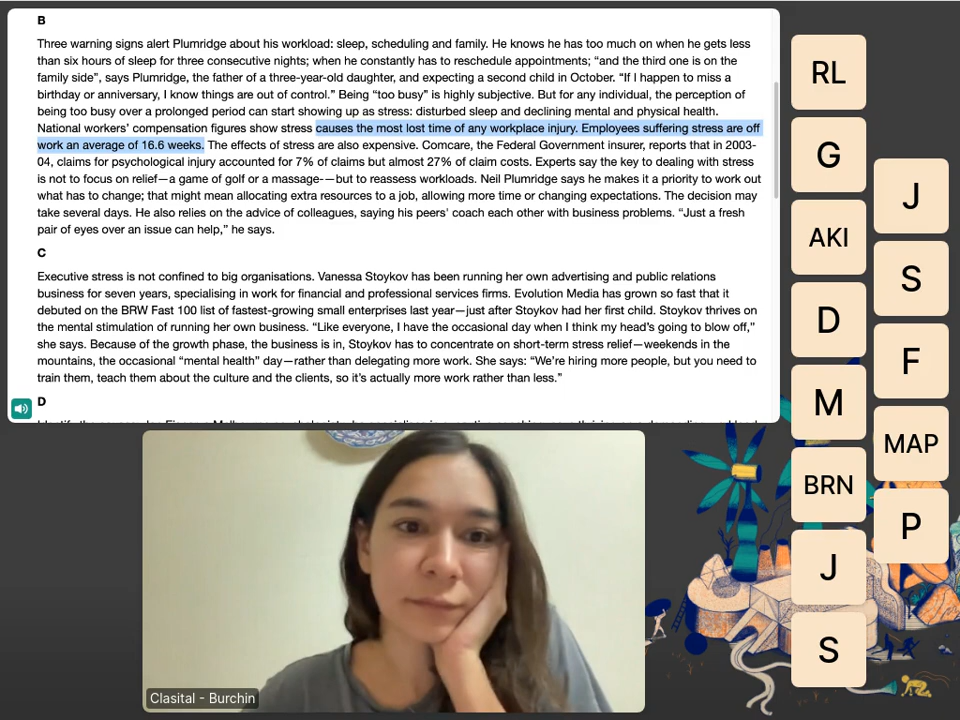 B
Three warning signs alert Plumridge about his workload: sleep, scheduling and family. He knows he has too much on when he gets less
than six hours of sleep for three consecutive nights; when he constantly has to reschedule appointments; “and the third one is on the
family side”, says Plumridge, the father of a three-year-old daughter, and expecting a second child in October. “If I happen to miss a
birthday or anniversary, I know things are out of control.” Being “too busy” is highly subjective. But for any individual, the perception of
being too busy over a prolonged period can start showing up as stress: disturbed sleep and declining mental and physical health.
National workers’ compensation figures show stress causes the most lost time of any workplace injury. Employees suffering stress are off
work an average of 16.6 weeks. The effects of stress are also expensive. Comcare, the Federal Government insurer, reports that in 2003-
04, claims for psychological injury accounted for 7% of claims but almost 27% of claim costs. Experts say the key to dealing with stress
is not to focus on relief—a game of golf or a massage-—but to reassess workloads. Neil Plumridge says he makes it a priority to work out
what has to change; that might mean allocating extra resources to a job, allowing more time or changing expectations. The decision may
take several days. He also relies on the advice of colleagues, saying his peers’ coach each other with business problems. “Just a fresh
pair of eyes over an issue can help,” he says.
C
Executive stress is not confined to big organisations. Vanessa Stoykov has been running her own advertising and public relations
business for seven years, specialising in work for financial and professional services firms. Evolution Media has grown so fast that it
debuted on the BRW Fast 100 list of fastest-growing small enterprises last year—just after Stoykov had her first child. Stoykov thrives on
the mental stimulation of running her own business. “Like everyone, I have the occasional day when I think my head’s going to blow off,”
she says. Because of the growth phase, the business is in, Stoykov has to concentrate on short-term stress relief—weekends in the
mountains, the occasional “mental health” day—rather than delegating more work. She says: “We’re hiring more people, but you need to
train them, teach them about the culture and the clients, so it’s actually more work rather than less.”
D
Clasital - Burchin
RL
G
AKI
D
M
BRN
J
S
J
S
F
MAP
P